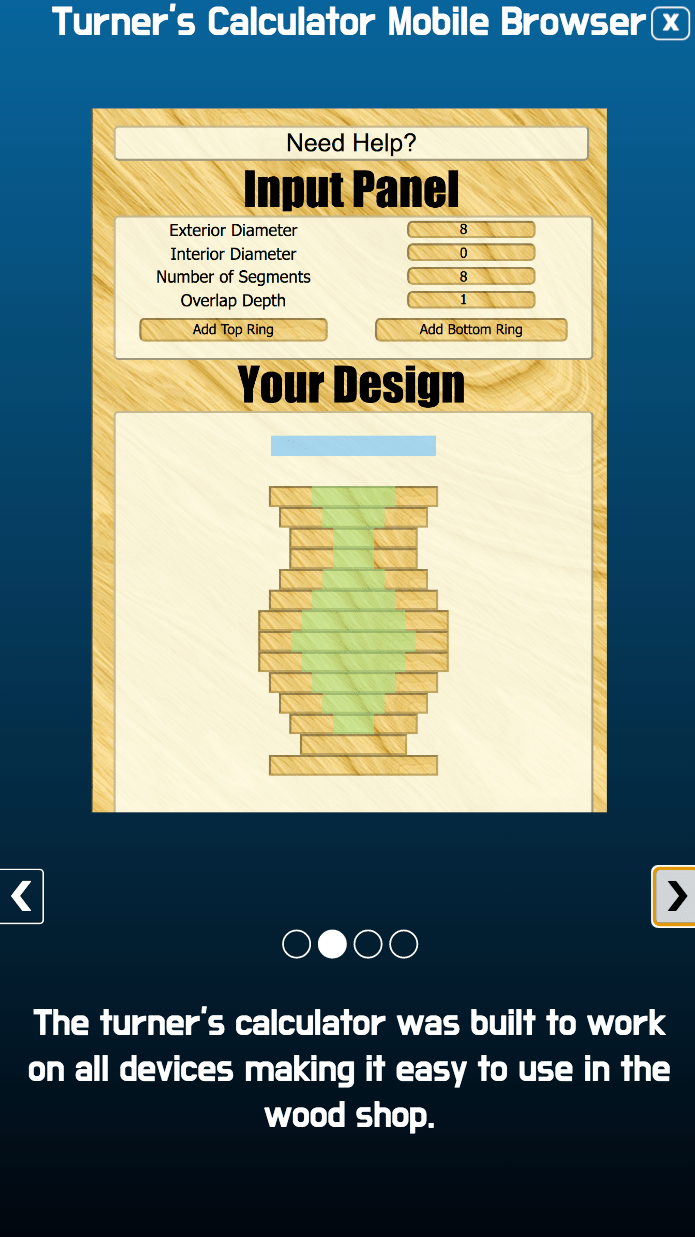 Turner's Calculator Mobile Browser X
Need Help?
Input Panel
Exterior Diameter 8
Interior Diameter 0
Number of Segments 8
Overlap Depth 1
Add Top Ring Add Bottom Ring
Your Design
The turner's calculator was built to work
on all devices making it easy to use in the
wood shop.